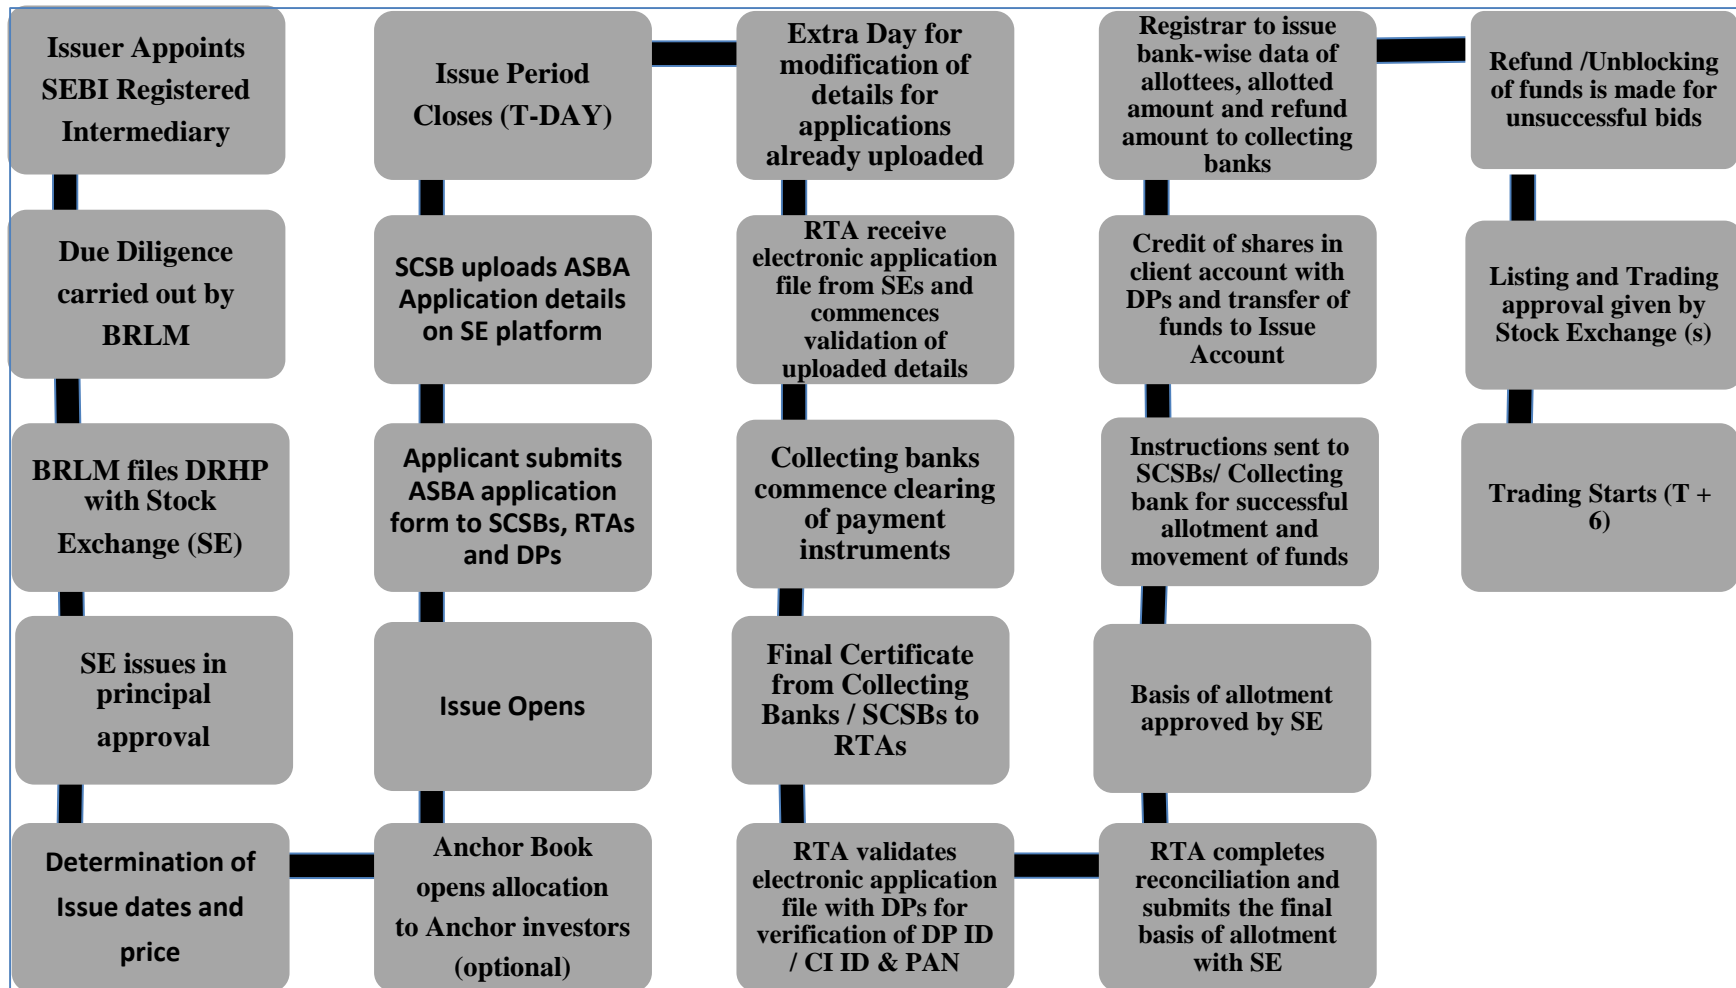 Issuer Appoints
SEBI Registered
Intermediary
Due Diligence
carried out by
BRLM
BRLM files DRHP
with Stock
Exchange (SE)
SE issues in
principal
approval
Determination of
Issue dates and
price
Anchor Book
opens allocation
to Anchor investors
(optional)
Issue Opens
Applicant submits
ASBA application
form to SCSBs, RTAs
and DPs
SCSB uploads ASBA
Application details
on SE platform
Issue Period
Closes (T-DAY)
Extra Day for
modification of
details for
applications
already uploaded
RTA receive
electronic application
file from SEs and
commences
validation of
uploaded details
Collecting banks
commence clearing
of payment
instruments
Final Certificate
from Collecting
Banks / SCSBs to
RTAs
RTA validates
electronic application
file with DPs for
verification of DP ID
/ CI ID & PAN
RTA completes
reconciliation and
submits the final
basis of allotment
with SE
Basis of allotment
approved by SE
Instructions sent to
SCSBs/ Collecting
bank for successful
allotment and
movement of funds
Credit of shares in
client account with
DPs and transfer of
funds to Issue
Account
Registrar to issue
bank-wise data of
allottees, allotted
amount and refund
amount to collecting
banks
Refund /Unblocking
of funds is made for
unsuccessful bids
Listing and Trading
approval given by
Stock Exchange (s)
Trading Starts (T +
6)